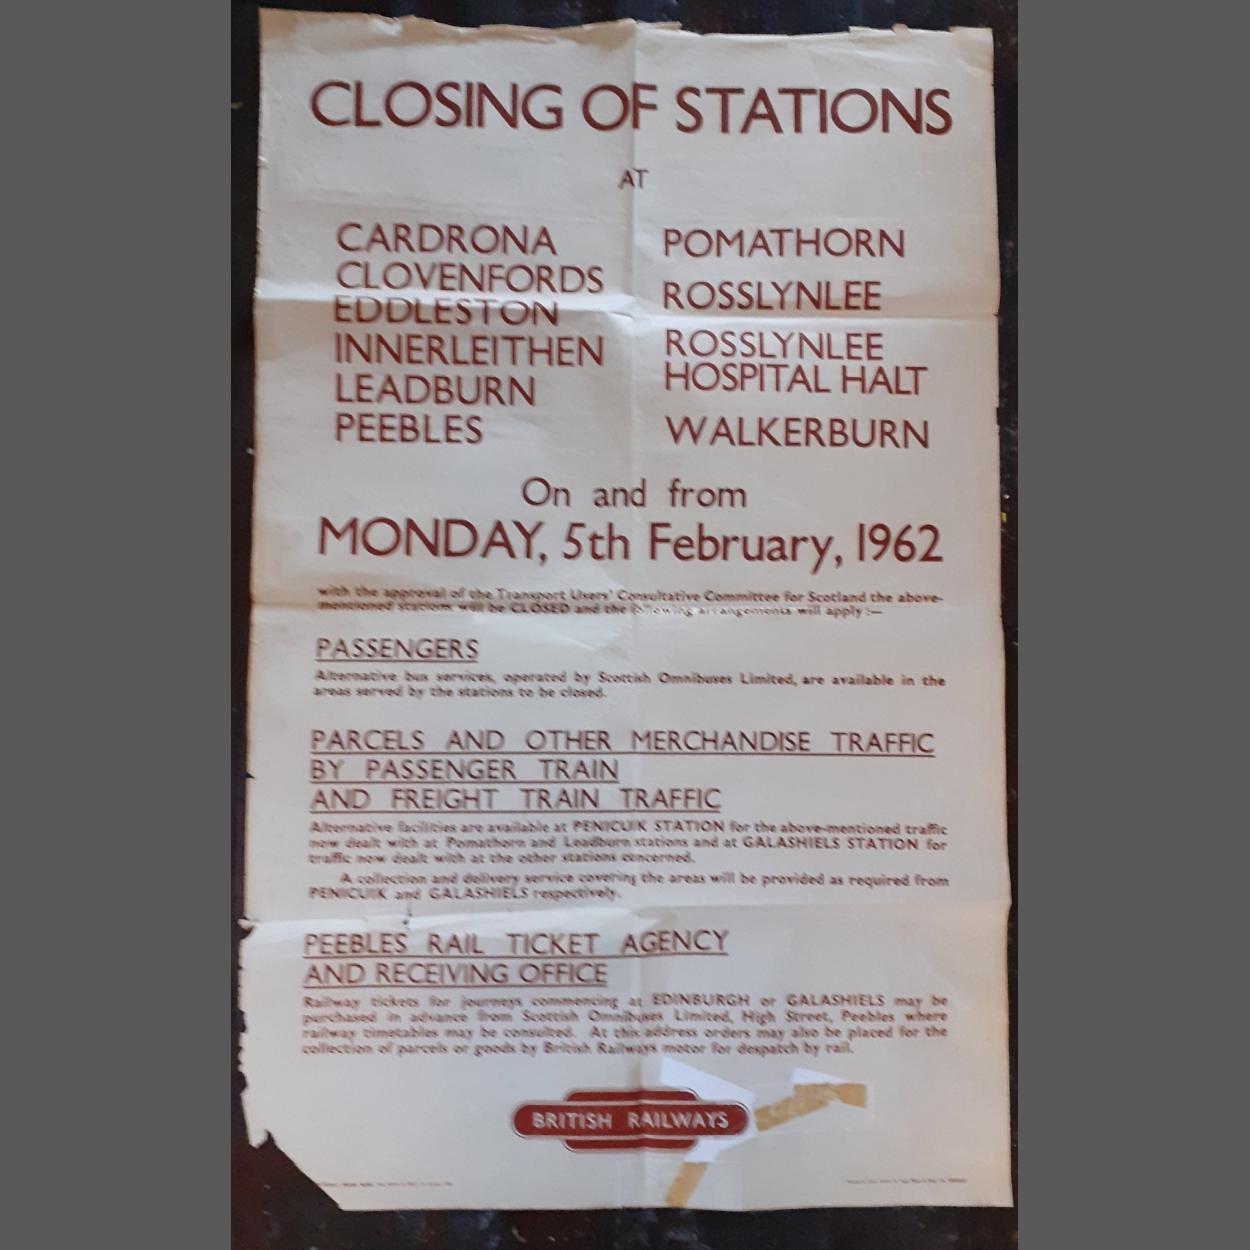 CLOSING OF STATIONS
AT
CARDRONA
CLOVENFORDS
EDDLESTON
INNERLEITHEN
LEADBURN
PEEBLES
POMATHORN
ROSSLYNLEE
ROSSLYNLEE
HOSPITAL HALT
WALKERBURN
On and from
MONDAY, 5th February, 1962
with the approval of the Transport Users' Consultative Committee for Scotland the above-
mentioned stations will be CLOSED and the following arrangements will apply :—
PASSENGERS
Alternative bus services, operated by Scottish Omnibuses Limited, are available in the
areas served by the stations to be closed.
PARCELS AND OTHER MERCHANDISE TRAFFIC
BY PASSENGER TRAIN
AND FREIGHT TRAIN TRAFFIC
Alternative facilities are available at PENICUIK STATION for the above-mentioned traffic
now dealt with at Pomathorn and Leadburn stations and at GALASHIELS STATION for
traffic now dealt with at the other stations concerned.
A collection and delivery service covering the areas will be provided as required from
PENICUIK and GALASHIELS respectively.
PEEBLES RAIL TICKET AGENCY
AND RECEIVING OFFICE
Railway tickets for journeys commencing at EDINBURGH or GALASHIELS may be
purchased in advance from Scottish Omnibuses Limited, High Street, Peebles where
railway timetables may be consulted. At this address orders may also be placed for the
collection of parcels or goods by British Railways motor for despatch by rail.
BRITISH RAILWAYS